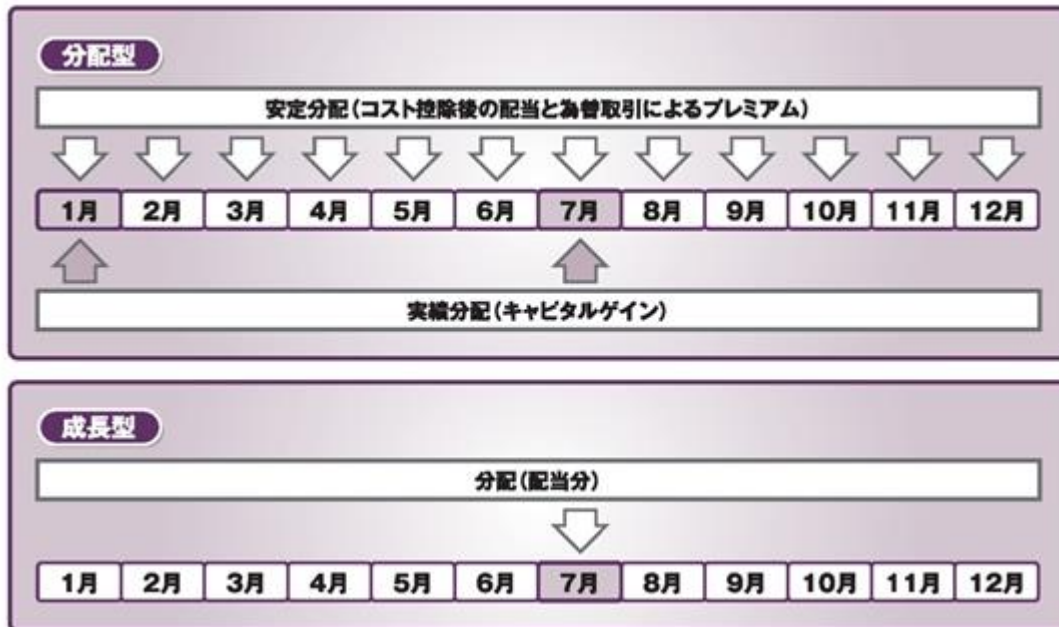 分配型
安定分配(コスト控除後の配当と為替取引によるプレミアム)
1月 2月 3月 4月 5月 6月 7月 8月 9月 10月 11月 12月
実績分配(キャピタルゲイン)
成長型
分配(配当分)
1月 2月 3月 4月 5月 6月 7月 8月 9月 10月 11月 12月